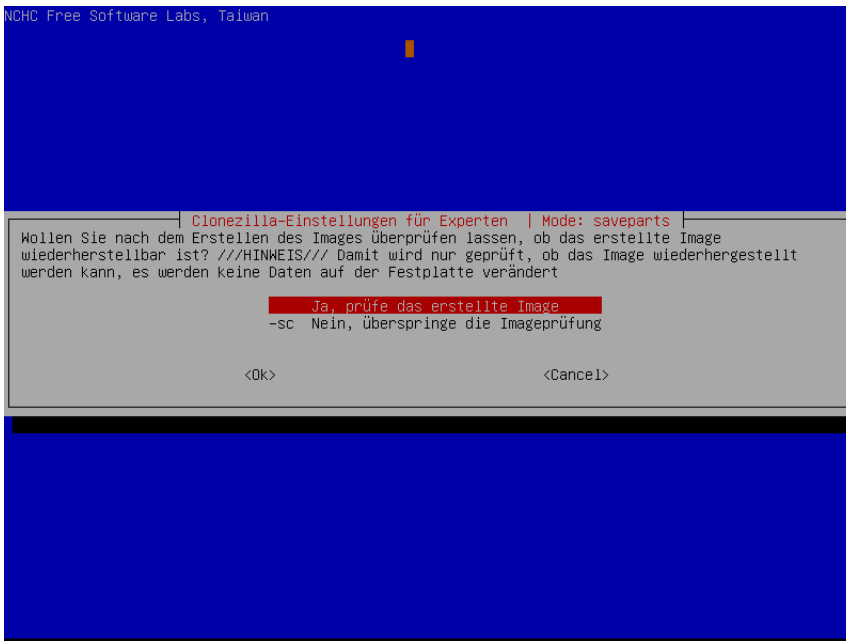 NCHC Free Software Labs, Taiwan
Clonezilla-Einstellungen für Experten | Mode: saveparts
Wollen Sie nach dem Erstellen des Images überprüfen lassen, ob das erstellte Image
wiederherstellbar ist? ///HINWEIS/// Damit wird nur geprüft, ob das Image wiederhergestellt
werden kann, es werden keine Daten auf der Festplatte verändert
Ja, prüfe das erstellte Image
-sc Nein, überspringe die Imageprüfung
<Ok> <Cancel>